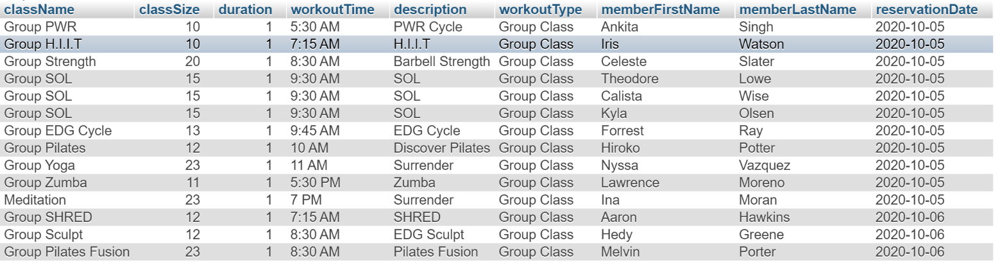 className classSize duration workoutTime description workoutType memberFirstName memberLastName reservationDate
Group PWR 10 1 5:30 AM PWR Cycle Group Class Ankita Singh 2020-10-05
Group H.I.I.T 10 1 7:15 AM H.I.I.T Group Class Iris Watson 2020-10-05
Group Strength 20 1 8:30 AM Barbell Strength Group Class Celeste Slater 2020-10-05
Group SOL 15 1 9:30 AM SOL Group Class Theodore Lowe 2020-10-05
Group SOL 15 1 9:30 AM SOL Group Class Calista Wise 2020-10-05
Group SOL 15 1 9:30 AM SOL Group Class Kyla Olsen 2020-10-05
Group EDG Cycle 13 1 9:45 AM EDG Cycle Group Class Forrest Ray 2020-10-05
Group Pilates 12 1 10 AM Discover Pilates Group Class Hiroko Potter 2020-10-05
Group Yoga 23 1 11 AM Surrender Group Class Nyssa Vazquez 2020-10-05
Group Zumba 11 1 5:30 PM Zumba Group Class Lawrence Moreno 2020-10-05
Meditation 23 1 7 PM Surrender Group Class Ina Moran 2020-10-05
Group SHRED 12 1 7:15 AM SHRED Group Class Aaron Hawkins 2020-10-06
Group Sculpt 12 1 8:30 AM EDG Sculpt Group Class Hedy Greene 2020-10-06
Group Pilates Fusion 23 1 8:30 AM Pilates Fusion Group Class Melvin Porter 2020-10-06